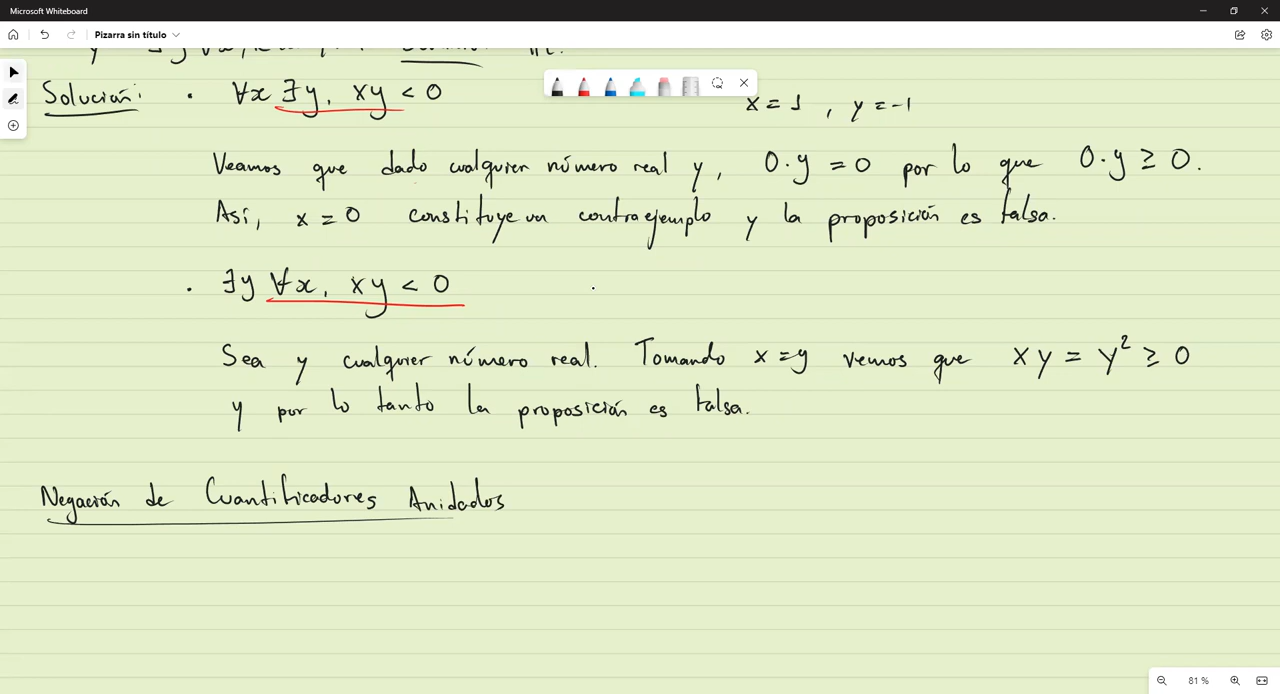 Microsoft Whiteboard
Pizarra sin título
Solución: . ∀x ∃y, xy < 0
x = 1 , y = -1
Veamos que dado cualquier número real y, 0·y = 0 por lo que 0·y ≥ 0.
Así, x = 0 constituye un contraejemplo y la proposición es falsa.
. ∃y ∀x, xy < 0
Sea y cualquier número real. Tomando x = y vemos que xy = y² ≥ 0
y por lo tanto la proposición es falsa.
Negación de Cuantificadores Anidados
81 %